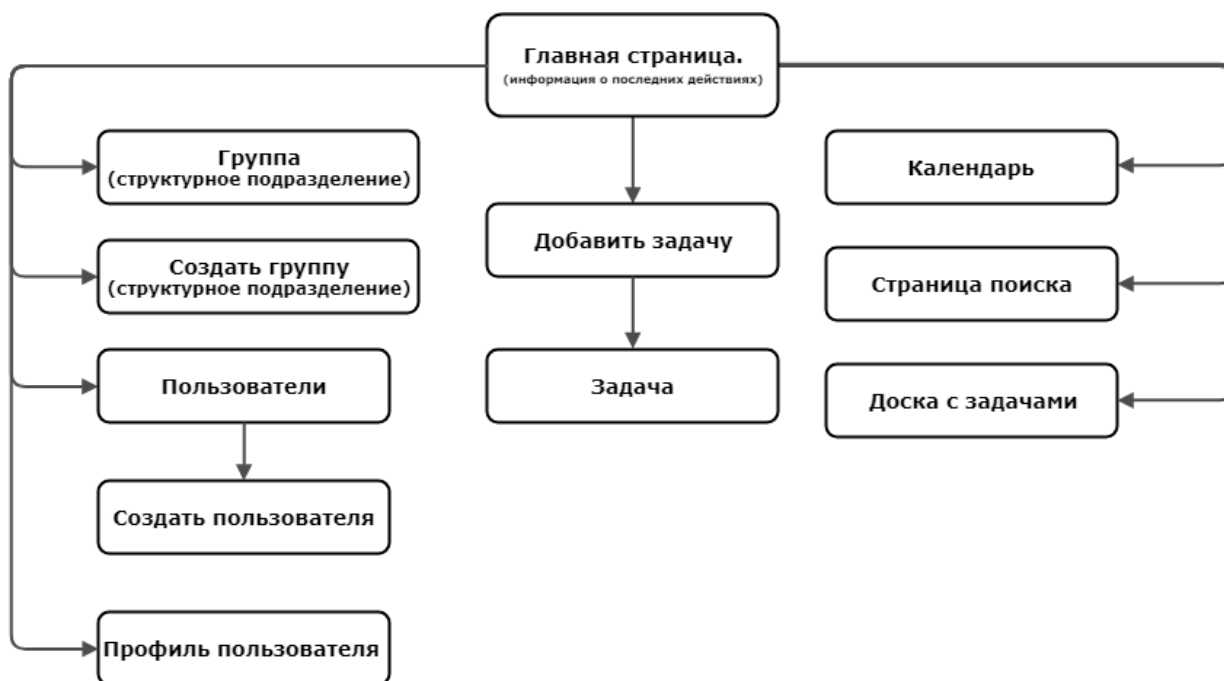 Главная страница.
(информация о последних действиях)
Группа
(структурное подразделение)
Создать группу
(структурное подразделение)
Пользователи
Создать пользователя
Профиль пользователя
Добавить задачу
Задача
Календарь
Страница поиска
Доска с задачами